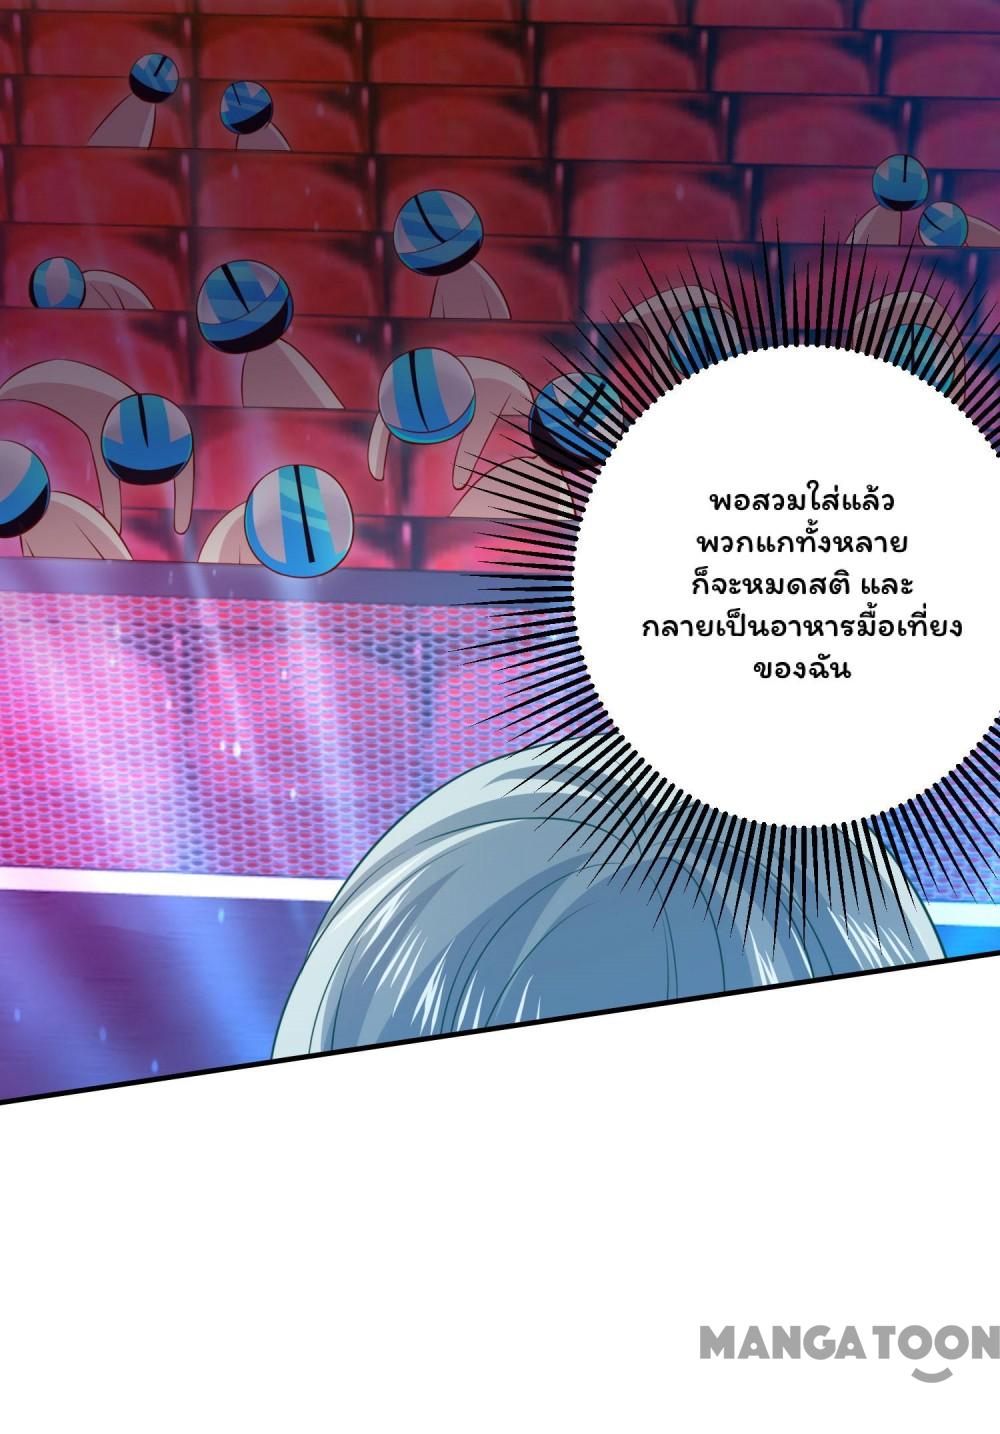 พอสวมใส่แล้ว
พวกแกทั้งหลาย
ก็จะหมดสติ และ
กลายเป็นอาหารมื้อเที่ยง
ของฉัน
MANGATOON